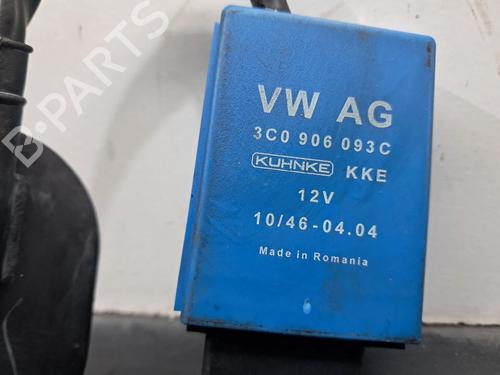 B-PARTS
VW AG
3C0 906 093C
KUHNKE KKE
12V
10/46-04.04
Made in Romania